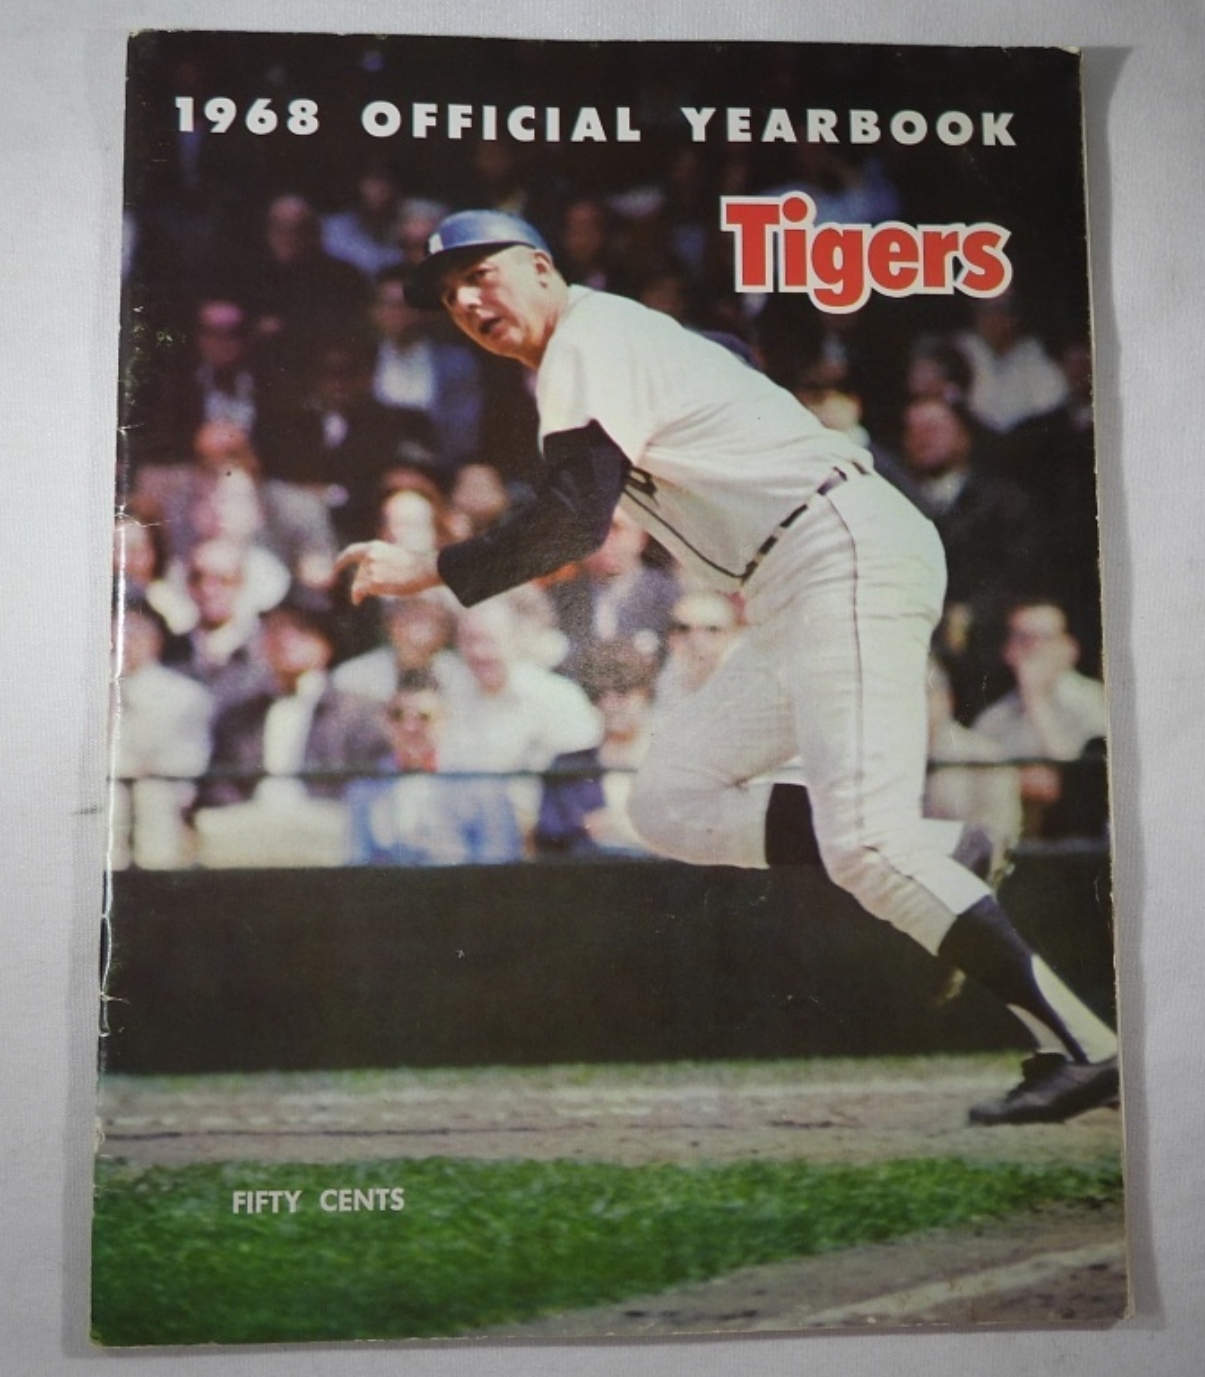 1968 OFFICIAL YEARBOOK
Tigers
FIFTY CENTS